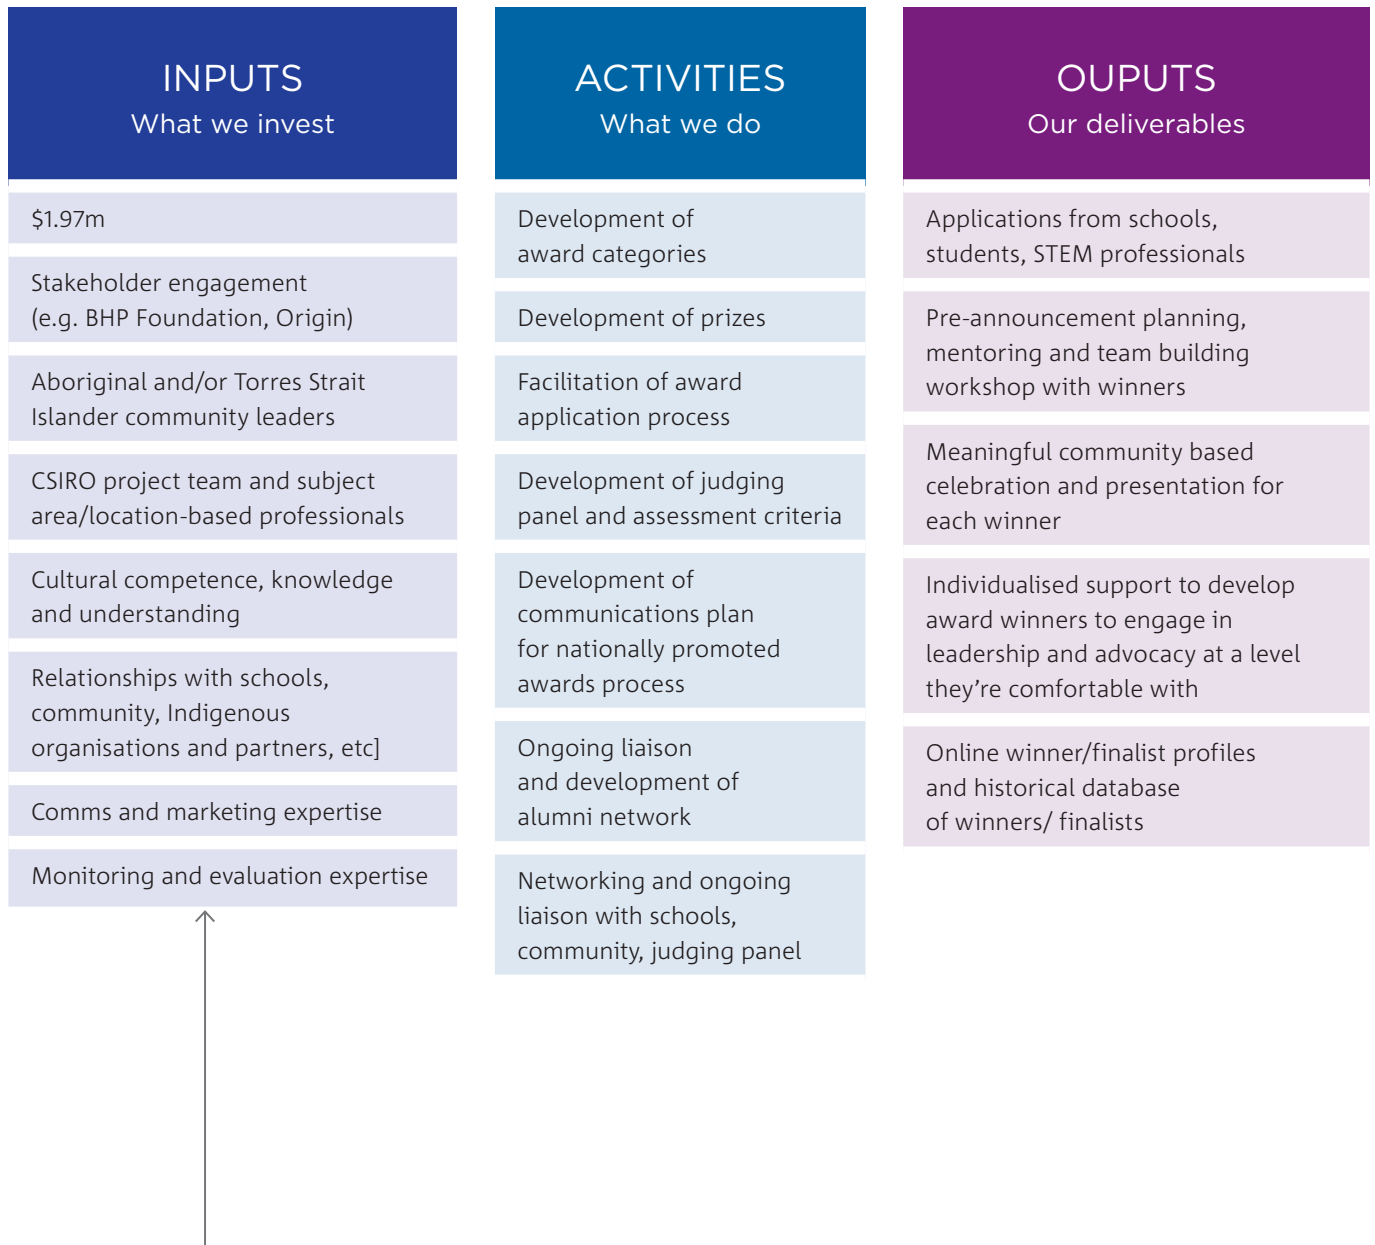 INPUTS
What we invest
$1.97m
Stakeholder engagement
(e.g. BHP Foundation, Origin)
Aboriginal and/or Torres Strait
Islander community leaders
CSIRO project team and subject
area/location-based professionals
Cultural competence, knowledge
and understanding
Relationships with schools,
community, Indigenous
organisations and partners, etc]
Comms and marketing expertise
Monitoring and evaluation expertise
ACTIVITIES
What we do
Development of
award categories
Development of prizes
Facilitation of award
application process
Development of judging
panel and assessment criteria
Development of
communications plan
for nationally promoted
awards process
Ongoing liaison
and development of
alumni network
Networking and ongoing
liaison with schools,
community, judging panel
OUPUTS
Our deliverables
Applications from schools,
students, STEM professionals
Pre-announcement planning,
mentoring and team building
workshop with winners
Meaningful community based
celebration and presentation for
each winner
Individualised support to develop
award winners to engage in
leadership and advocacy at a level
they’re comfortable with
Online winner/finalist profiles
and historical database
of winners/ finalists